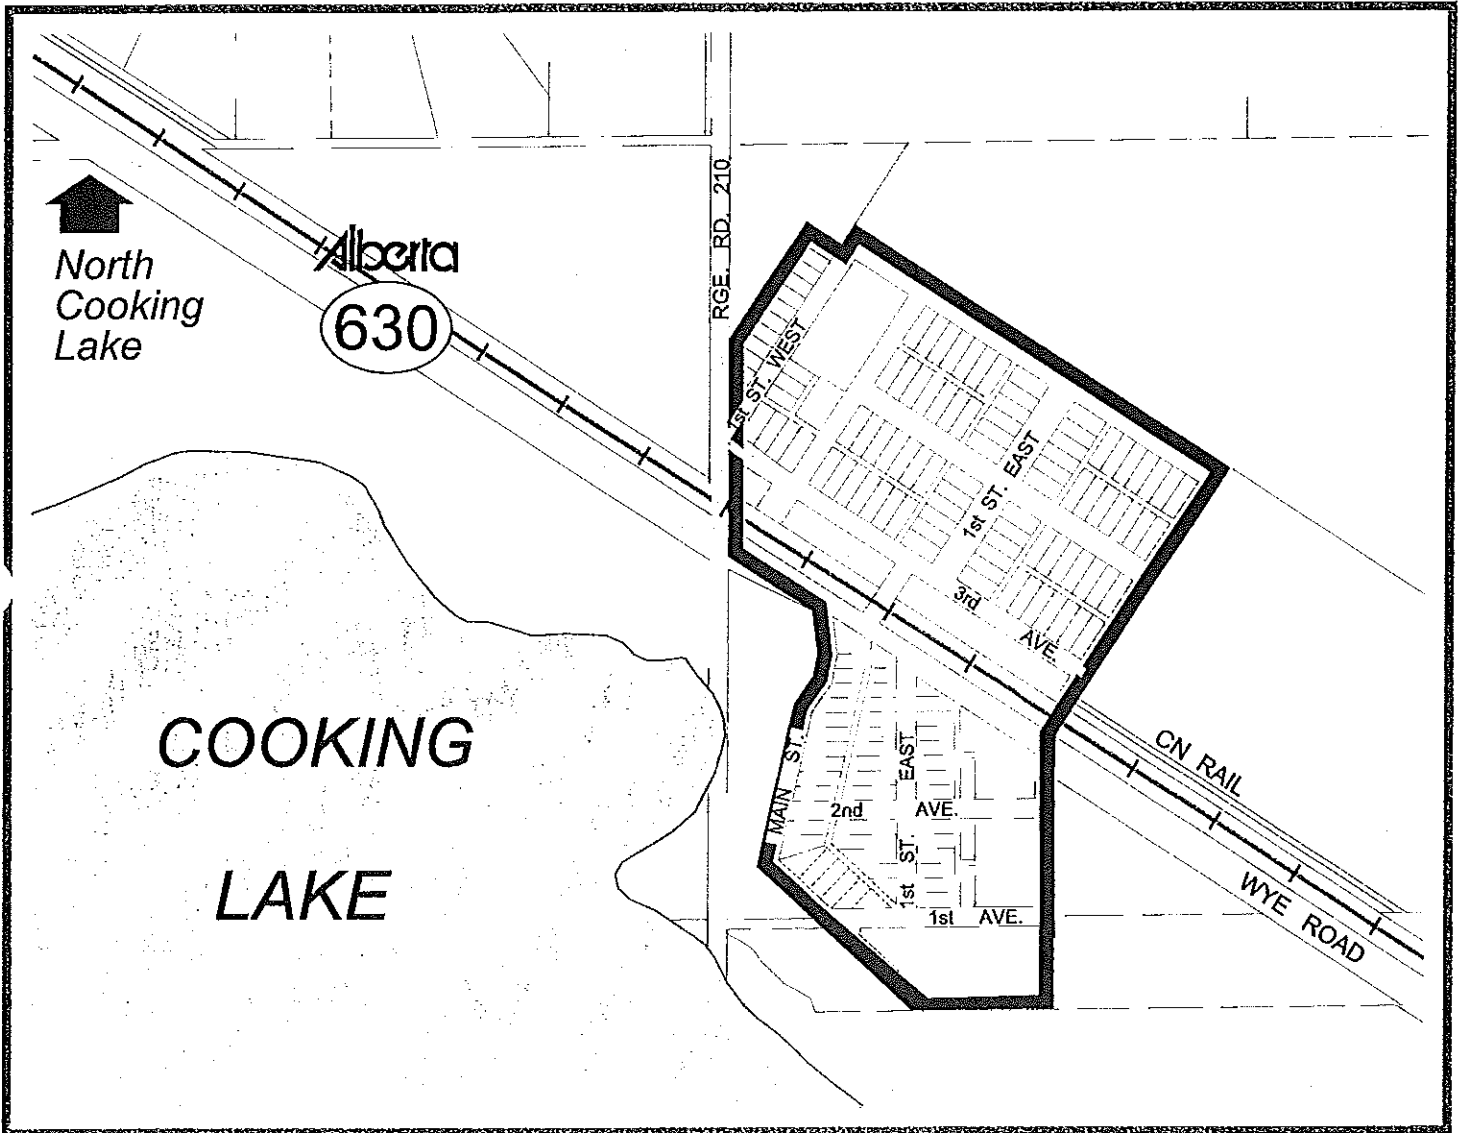 RGE. RD. 210
North
Cooking
Lake
Alberta
630
1st ST. WEST
1st ST. EAST
3rd AVE.
COOKING
LAKE
MAIN ST.
2nd AVE.
1st ST. EAST
1st AVE.
CN RAIL
WYE ROAD